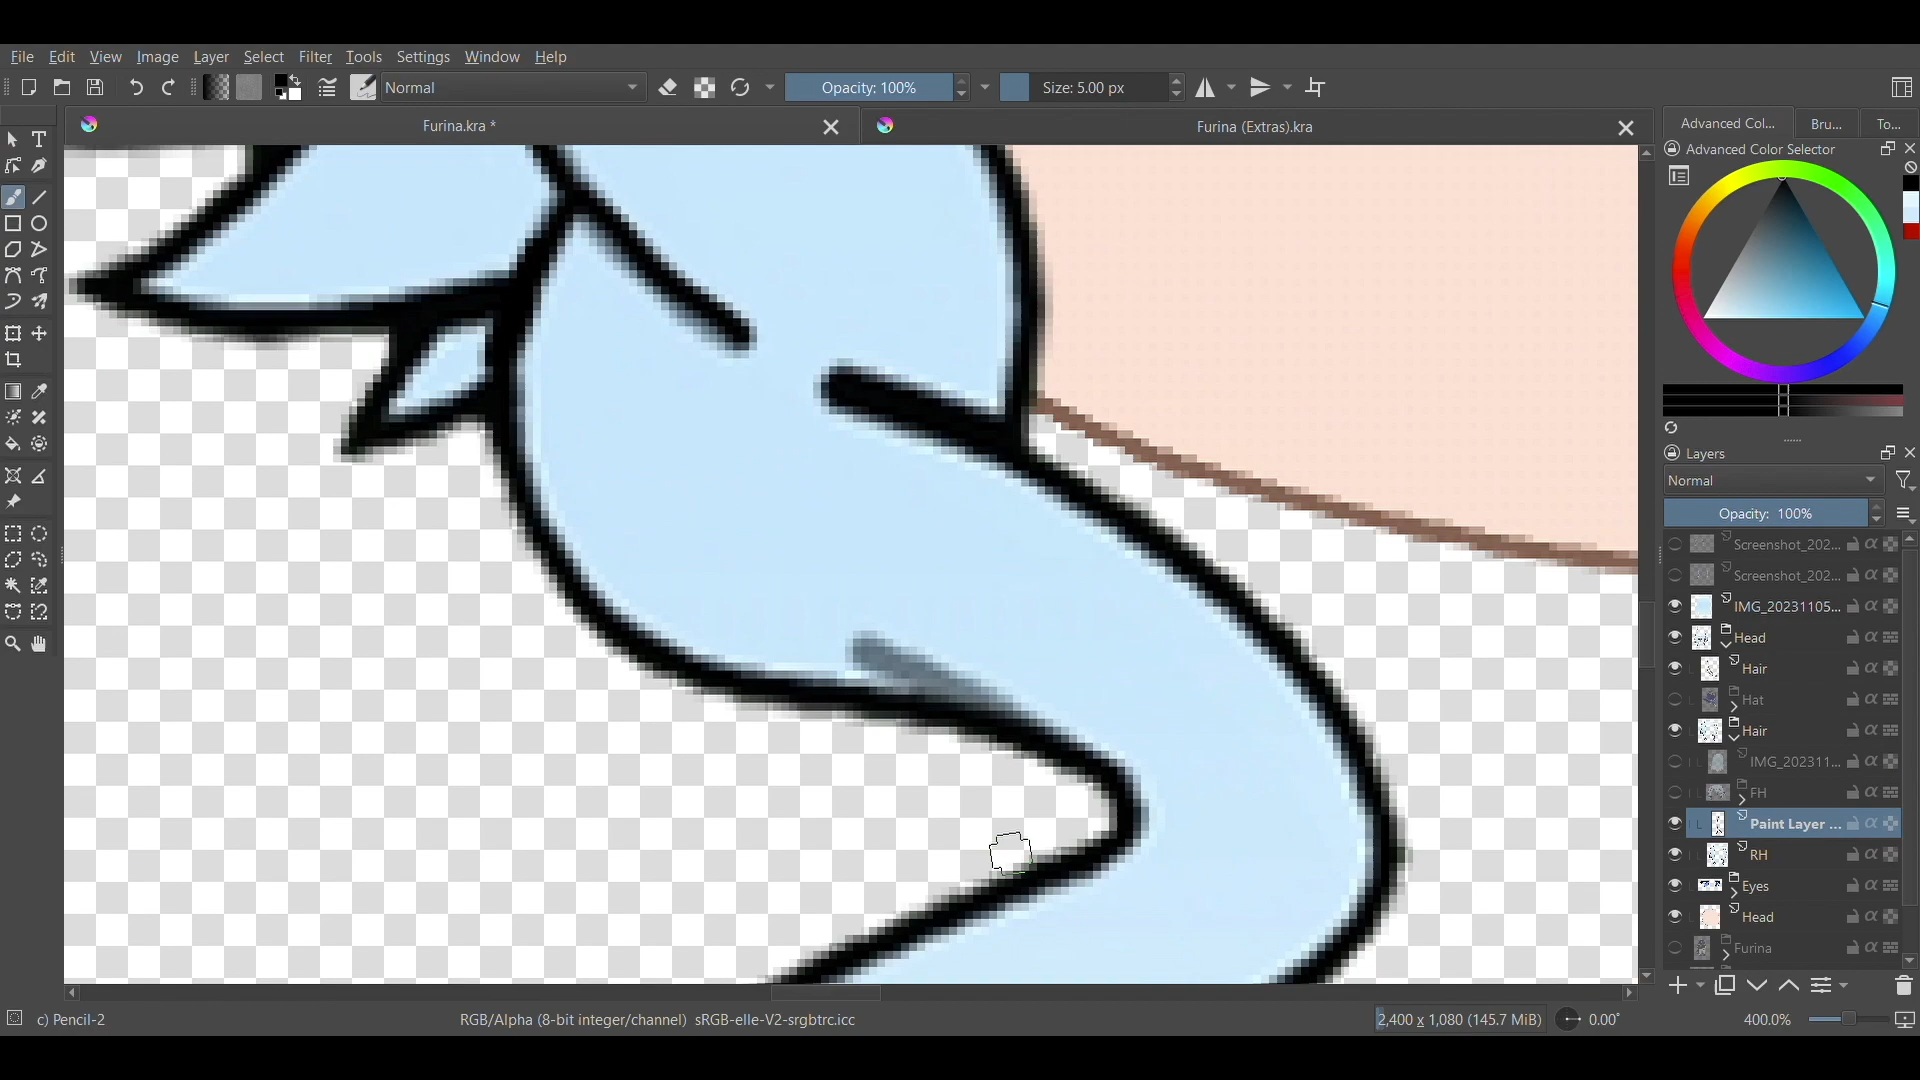 File Edit View Image Layer Select Filter Tools Settings Window Help
Normal Opacity: 100% Size: 5.00 px
Furina.kra * Furina (Extras).kra
Advanced Col... Bru... To...
Advanced Color Selector
Layers
Normal
Opacity: 100%
Screenshot_202...
Screenshot_202...
IMG_20231105...
Head
Hair
Hat
Hair
IMG_202311...
FH
Paint Layer ...
RH
Eyes
Head
Furina
c) Pencil-2 RGB/Alpha (8-bit integer/channel) sRGB-elle-V2-srgbtrc.icc 2,400 x 1,080 (145.7 MiB) 0.00° 400.0%